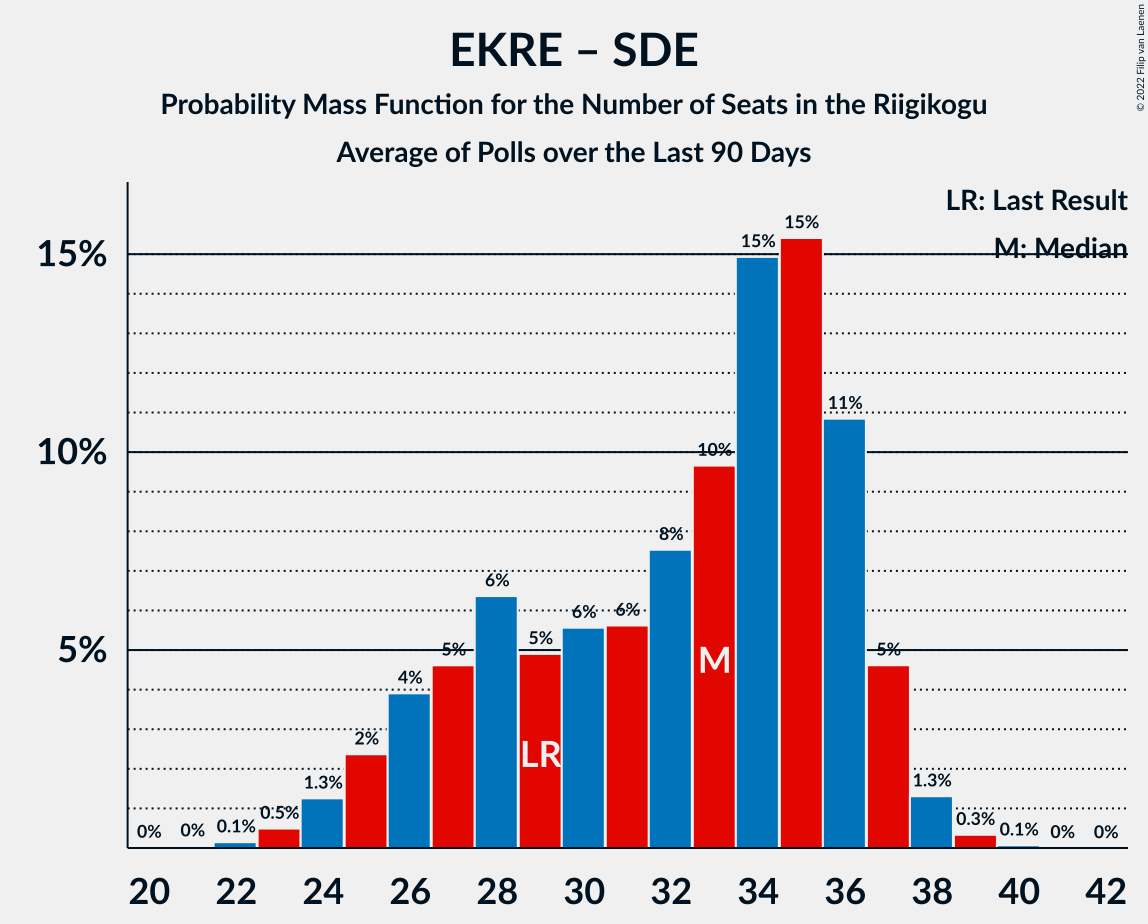 EKRE – SDE
Probability Mass Function for the Number of Seats in the Riigikogu
Average of Polls over the Last 90 Days
© 2022 Filip van Laenen
LR: Last Result
M: Median
15%
10%
5%
0%
0%
0.1%
0.5%
1.3%
2%
4%
5%
6%
5%
6%
6%
8%
10%
15%
15%
11%
5%
1.3%
0.3%
0.1%
0%
0%
LR
M
20 22 24 26 28 30 32 34 36 38 40 42